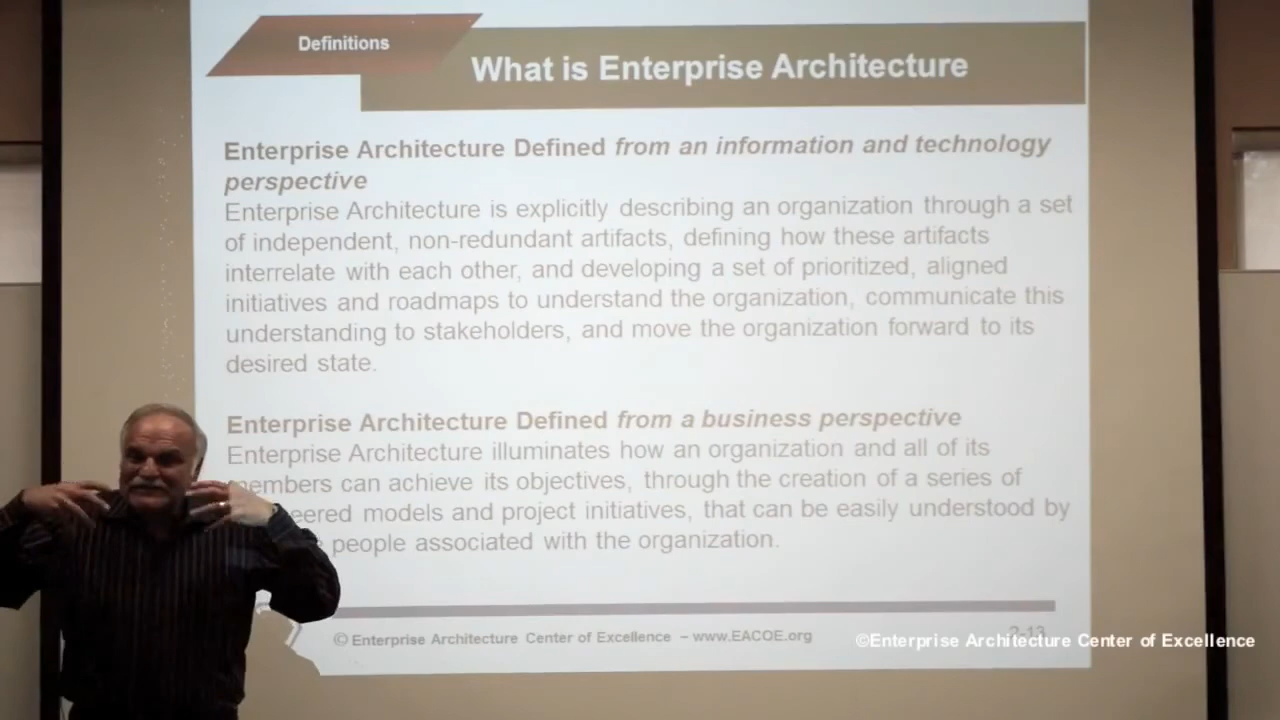 Definitions
What is Enterprise Architecture
Enterprise Architecture Defined from an information and technology
perspective
Enterprise Architecture is explicitly describing an organization through a set
of independent, non-redundant artifacts, defining how these artifacts
interrelate with each other, and developing a set of prioritized, aligned
initiatives and roadmaps to understand the organization, communicate this
understanding to stakeholders, and move the organization forward to its
desired state.
Enterprise Architecture Defined from a business perspective
Enterprise Architecture illuminates how an organization and all of its
members can achieve its objectives, through the creation of a series of
models and project initiatives, that can be easily understood by
people associated with the organization.
© Enterprise Architecture Center of Excellence – www.EACOE.org
©Enterprise Architecture Center of Excellence